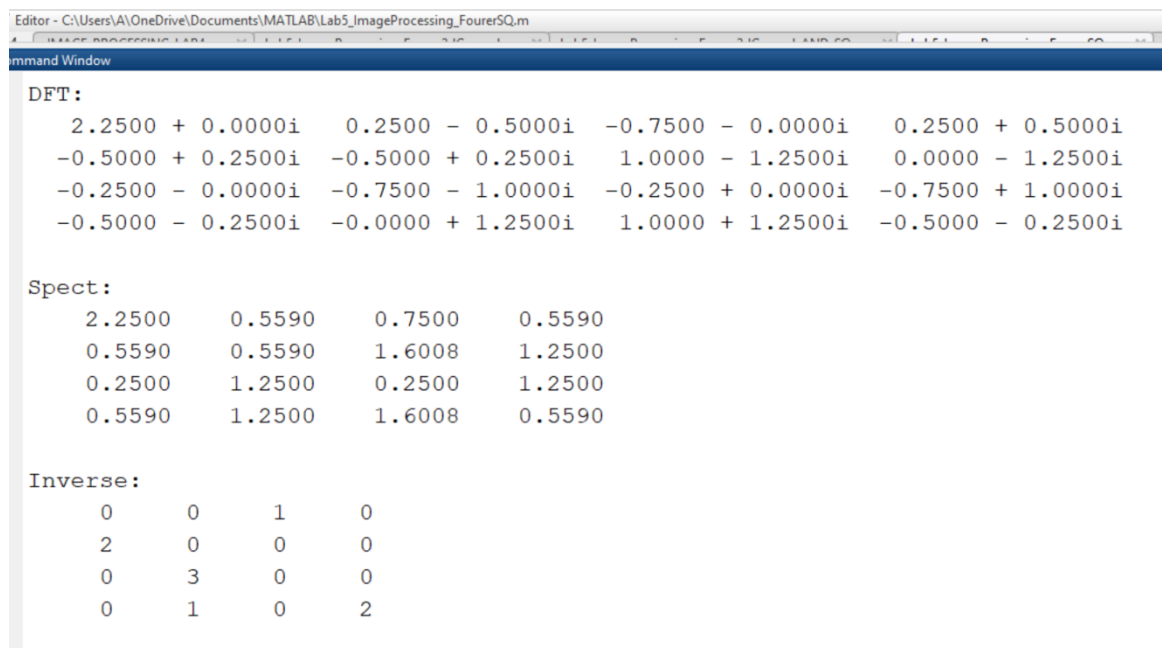 Editor - C:\Users\A\OneDrive\Documents\MATLAB\Lab5_ImageProcessing_FourerSQ.m
ommand Window
DFT:
2.2500 + 0.0000i 0.2500 - 0.5000i -0.7500 - 0.0000i 0.2500 + 0.5000i
-0.5000 + 0.2500i -0.5000 + 0.2500i 1.0000 - 1.2500i 0.0000 - 1.2500i
-0.2500 - 0.0000i -0.7500 - 1.0000i -0.2500 + 0.0000i -0.7500 + 1.0000i
-0.5000 - 0.2500i -0.0000 + 1.2500i 1.0000 + 1.2500i -0.5000 - 0.2500i
Spect:
2.2500 0.5590 0.7500 0.5590
0.5590 0.5590 1.6008 1.2500
0.2500 1.2500 0.2500 1.2500
0.5590 1.2500 1.6008 0.5590
Inverse:
0 0 1 0
2 0 0 0
0 3 0 0
0 1 0 2